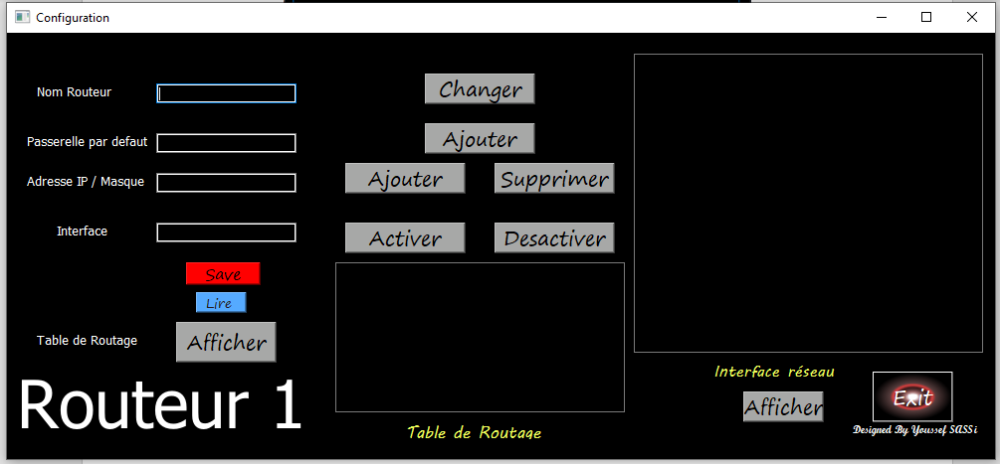 Configuration
Nom Routeur
Changer
Passerelle par defaut
Ajouter
Adresse IP / Masque
Ajouter
Supprimer
Interface
Activer
Desactiver
Save
Lire
Table de Routage
Afficher
Routeur 1
Table de Routage
Interface réseau
Afficher
Exit
Designed By Youssef SASSi